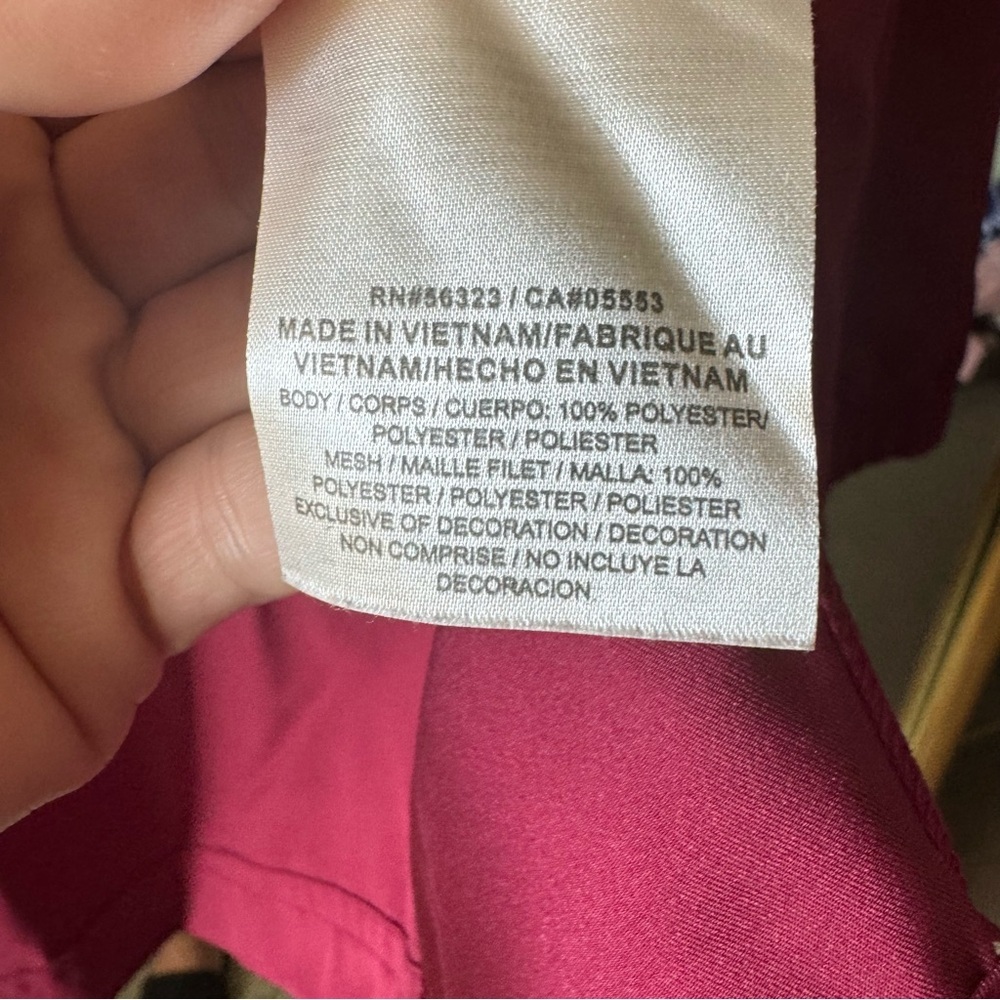 RN#56323 / CA#05553
MADE IN VIETNAM/FABRIQUE AU
VIETNAM/HECHO EN VIETNAM
BODY / CORPS / CUERPO: 100% POLYESTER/
POLYESTER / POLIESTER
MESH / MAILLE FILET / MALLA: 100%
POLYESTER / POLYESTER / POLIESTER
EXCLUSIVE OF DECORATION / DECORATION
NON COMPRISE / NO INCLUYE LA
DECORACION